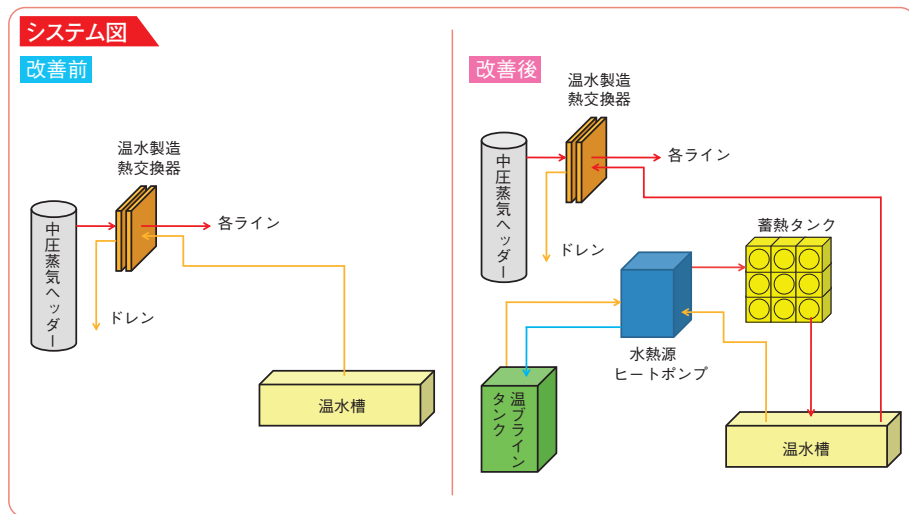 システム図
改善前
温水製造
熱交換器
中圧蒸気ヘッダー
各ライン
ドレン
温水槽
改善後
温水製造
熱交換器
中圧蒸気ヘッダー
各ライン
ドレン
蓄熱タンク
水熱源
ヒートポンプ
温ブライン
タンク
温水槽